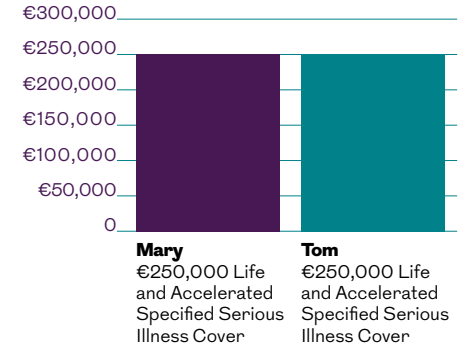 €300,000
€250,000
€200,000
€150,000
€100,000
€50,000
0
Mary
€250,000 Life
and Accelerated
Specified Serious
Illness Cover
Tom
€250,000 Life
and Accelerated
Specified Serious
Illness Cover